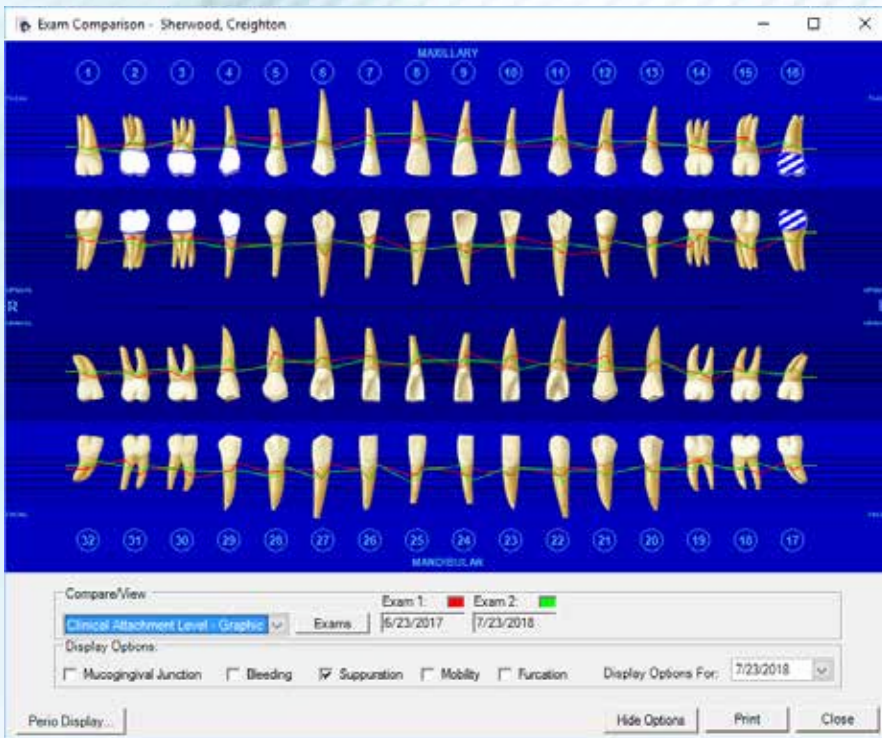 Exam Comparison - Sherwood, Creighton
MAXILLARY
1 2 3 4 5 6 7 8 9 10 11 12 13 14 15 16
R
32 31 30 29 28 27 26 25 24 23 22 21 20 19 18 17
MANDIBULAR
Compare/View
Exam 1: Exam 2:
Clinical Attachment Level - Graphic Exams 6/23/2017 7/23/2018
Display Options:
Mucogingival Junction Bleeding Suppuration Mobility Furcation Display Options For: 7/23/2018
Perio Display... Hide Options Print Close